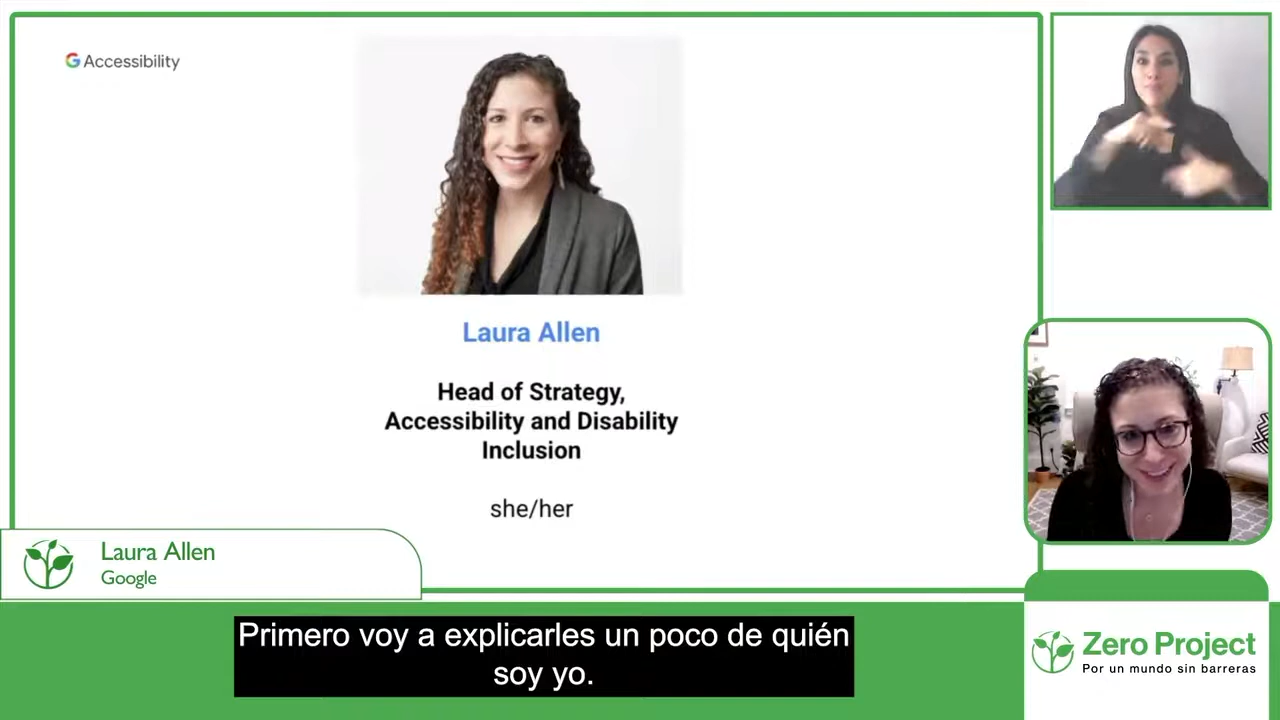 G Accessibility
Laura Allen
Head of Strategy,
Accessibility and Disability
Inclusion
she/her
Laura Allen
Google
Primero voy a explicarles un poco de quién
soy yo.
Zero Project
Por un mundo sin barreras